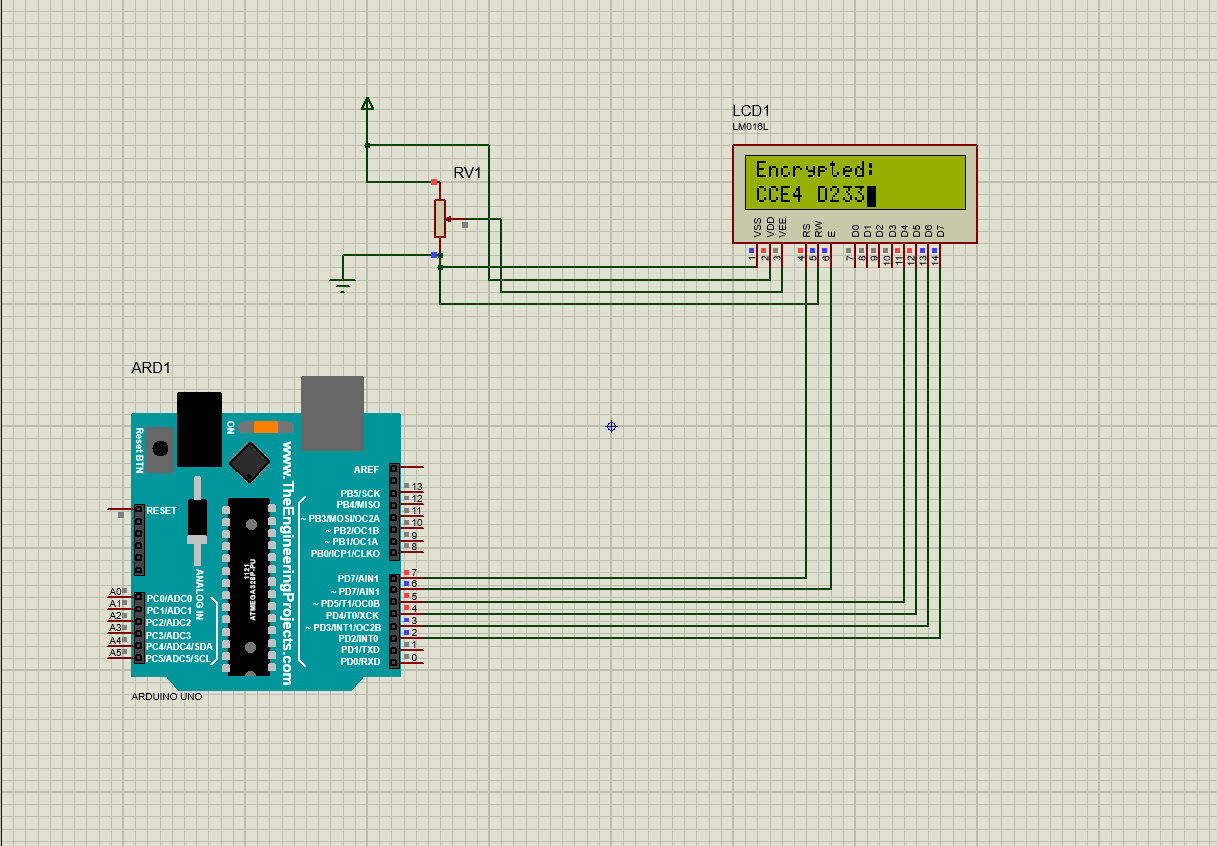 LCD1
LM016L
Encrypted:
CCE4 D233
VSS
VDD
VEE
RS
RW
E
D0
D1
D2
D3
D4
D5
D6
D7
1
2
3
4
5
6
7
8
9
10
11
12
13
14
RV1
ARD1
Reset BTN
ON
www.TheEngineeringProjects.com
RESET
ANALOG IN
1121
ATMEGA328P-PU
A0 PC0/ADC0
A1 PC1/ADC1
A2 PC2/ADC2
A3 PC3/ADC3
A4 PC4/ADC4/SDA
A5 PC5/ADC5/SCL
AREF
PB5/SCK 13
PB4/MISO 12
~ PB3/MOSI/OC2A 11
~ PB2/OC1B 10
~ PB1/OC1A 9
PB0/ICP1/CLKO 8
PD7/AIN1 7
~ PD7/AIN1 6
~ PD5/T1/OC0B 5
PD4/T0/XCK 4
~ PD3/INT1/OC2B 3
PD2/INT0 2
PD1/TXD 1
PD0/RXD 0
ARDUINO UNO